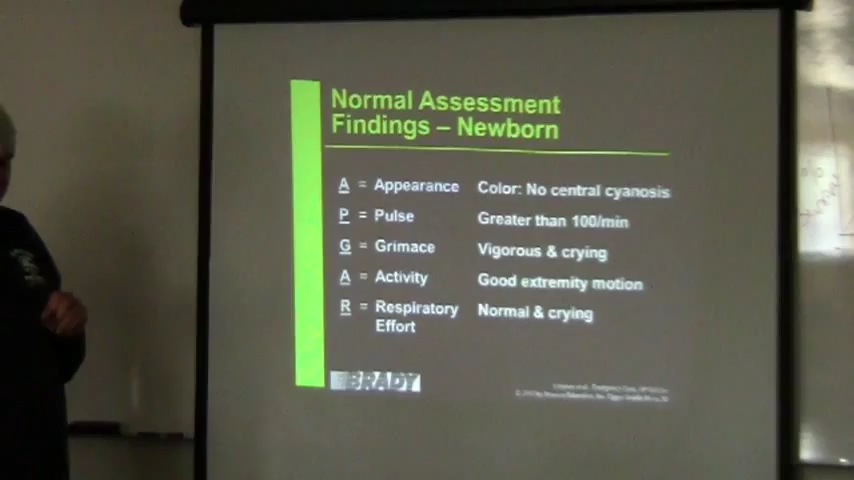 Normal Assessment
Findings – Newborn
A = Appearance Color: No central cyanosis
P = Pulse Greater than 100/min
G = Grimace Vigorous & crying
A = Activity Good extremity motion
R = Respiratory Normal & crying
Effort
BRADY